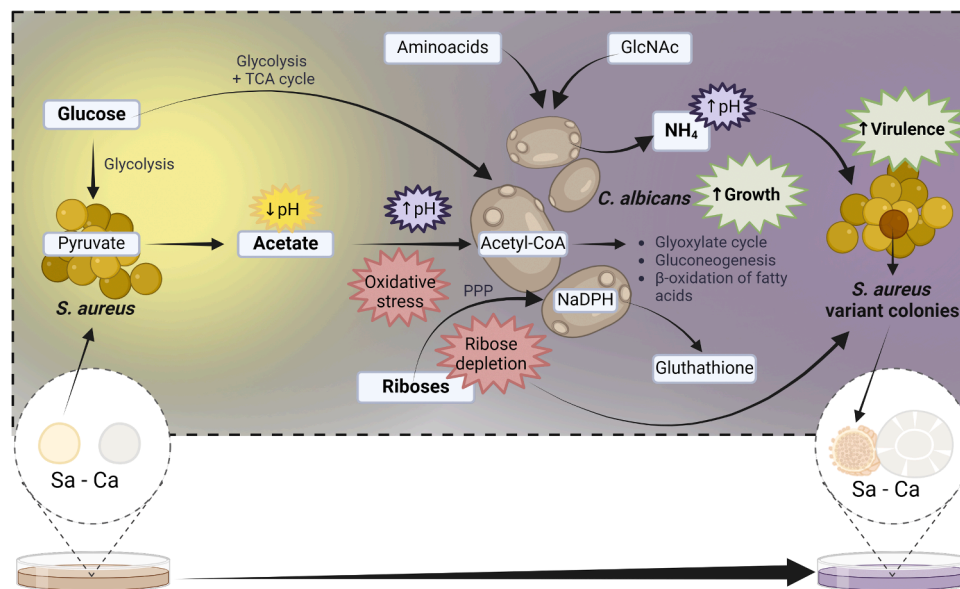 Aminoacids
GlcNAc
Glycolysis
+ TCA cycle
Glucose
Glycolysis
NH₄
↑pH
↑Virulence
↓pH
↑pH
C. albicans
↑Growth
Pyruvate
Acetate
Acetyl-CoA
• Glyoxylate cycle
• Gluconeogenesis
• β-oxidation of fatty
acids
Oxidative
stress
PPP
NaDPH
S. aureus
S. aureus
variant colonies
Ribose
depletion
Riboses
Gluthathione
Sa - Ca
Sa - Ca